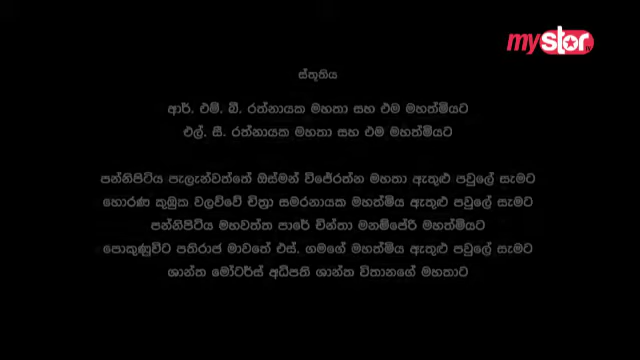 mystar
ස්තූතිය
ආර්. එම්. බී. රත්නායක මහතා සහ එම මහත්මියට
එල්. සී. රත්නායක මහතා සහ එම මහත්මියට
පන්නිපිටිය පැලැන්වත්තේ ඔස්මන් විජේරත්න මහතා ඇතුළු පවුලේ සැමට
හොරණ කුඹුක වලව්වේ චිත්‍රා සමරනායක මහත්මිය ඇතුළු පවුලේ සැමට
පන්නිපිටිය මහවත්ත පාරේ චින්තා මනම්පේරි මහත්මියට
පොකුණුවිට පතිරාජ මාවතේ එස්. ගමගේ මහත්මිය ඇතුළු පවුලේ සැමට
ශාන්ත මෝටර්ස් අධිපති ශාන්ත විතානගේ මහතාට